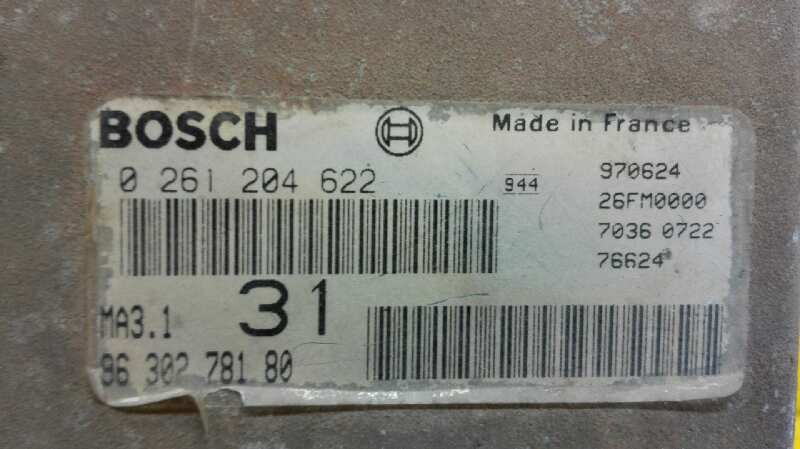 BOSCH
Made in France
0 261 204 622
944
970624
26FM0000
7036 0722
76624
31
MA3.1
96 302 781 80